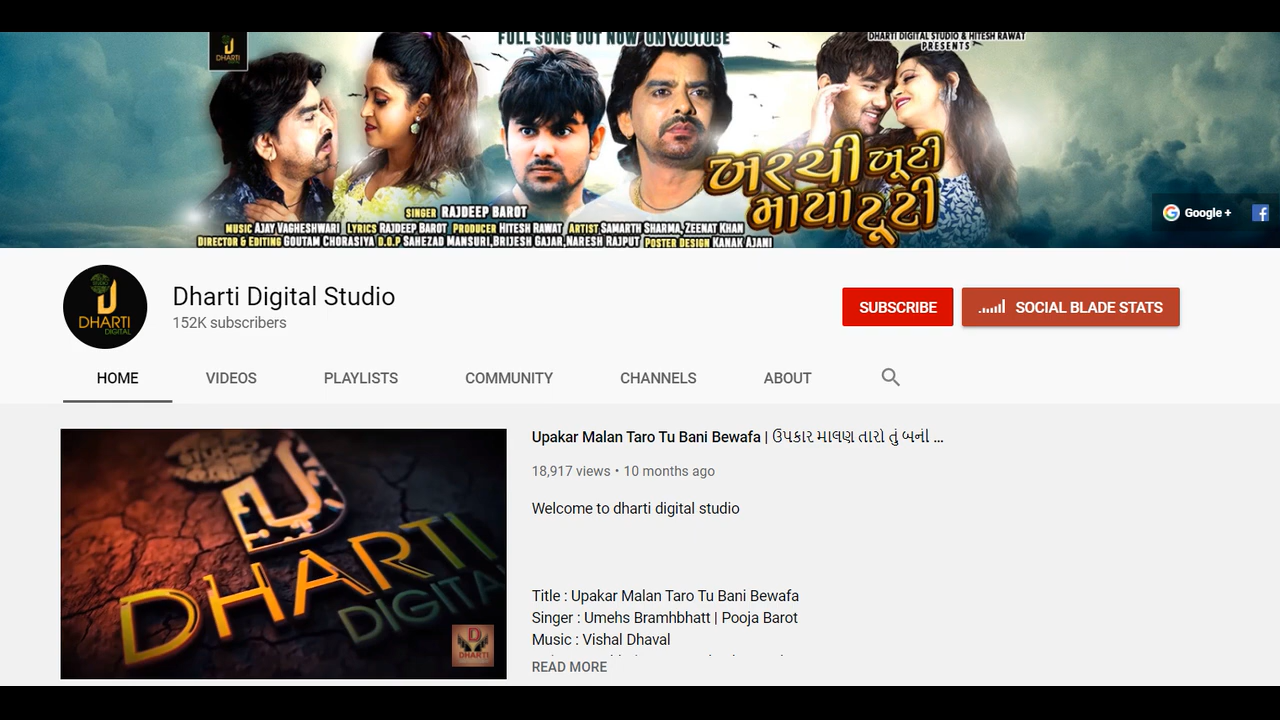 DHARTI
DIGITAL
FULL SONG OUT NOW ON YOUTUBE
DHARTI DIGITAL STUDIO & HITESH RAWAT
PRESENTS
ખરચી ખૂટી
માયા ટૂટી
SINGER RAJDEEP BAROT
MUSIC AJAY VAGHESHWARI LYRICS RAJDEEP BAROT PRODUCER HITESH RAWAT ARTIST SAMARTH SHARMA, ZEENAT KHAN
DIRECTOR & EDITING GOUTAM CHORASIYA D.O.P SAHEZAD MANSURI,BRIJESH GAJAR,NARESH RAJPUT POSTER DESIGN KANAK AJANI
Google +
DHARTI
DIGITAL
Dharti Digital Studio
152K subscribers
SUBSCRIBE
SOCIAL BLADE STATS
HOME VIDEOS PLAYLISTS COMMUNITY CHANNELS ABOUT
DHARTI
DIGITAL
D
DHARTI
Upakar Malan Taro Tu Bani Bewafa | ઉપકાર માલણ તારો તું બની ...
18,917 views • 10 months ago
Welcome to dharti digital studio
Title : Upakar Malan Taro Tu Bani Bewafa
Singer : Umehs Bramhbhatt | Pooja Barot
Music : Vishal Dhaval
READ MORE